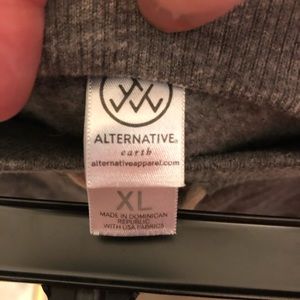 ALTERNATIVE®
earth
alternativeapparel.com
XL
MADE IN DOMINICAN
REPUBLIC
WITH USA FABRICS